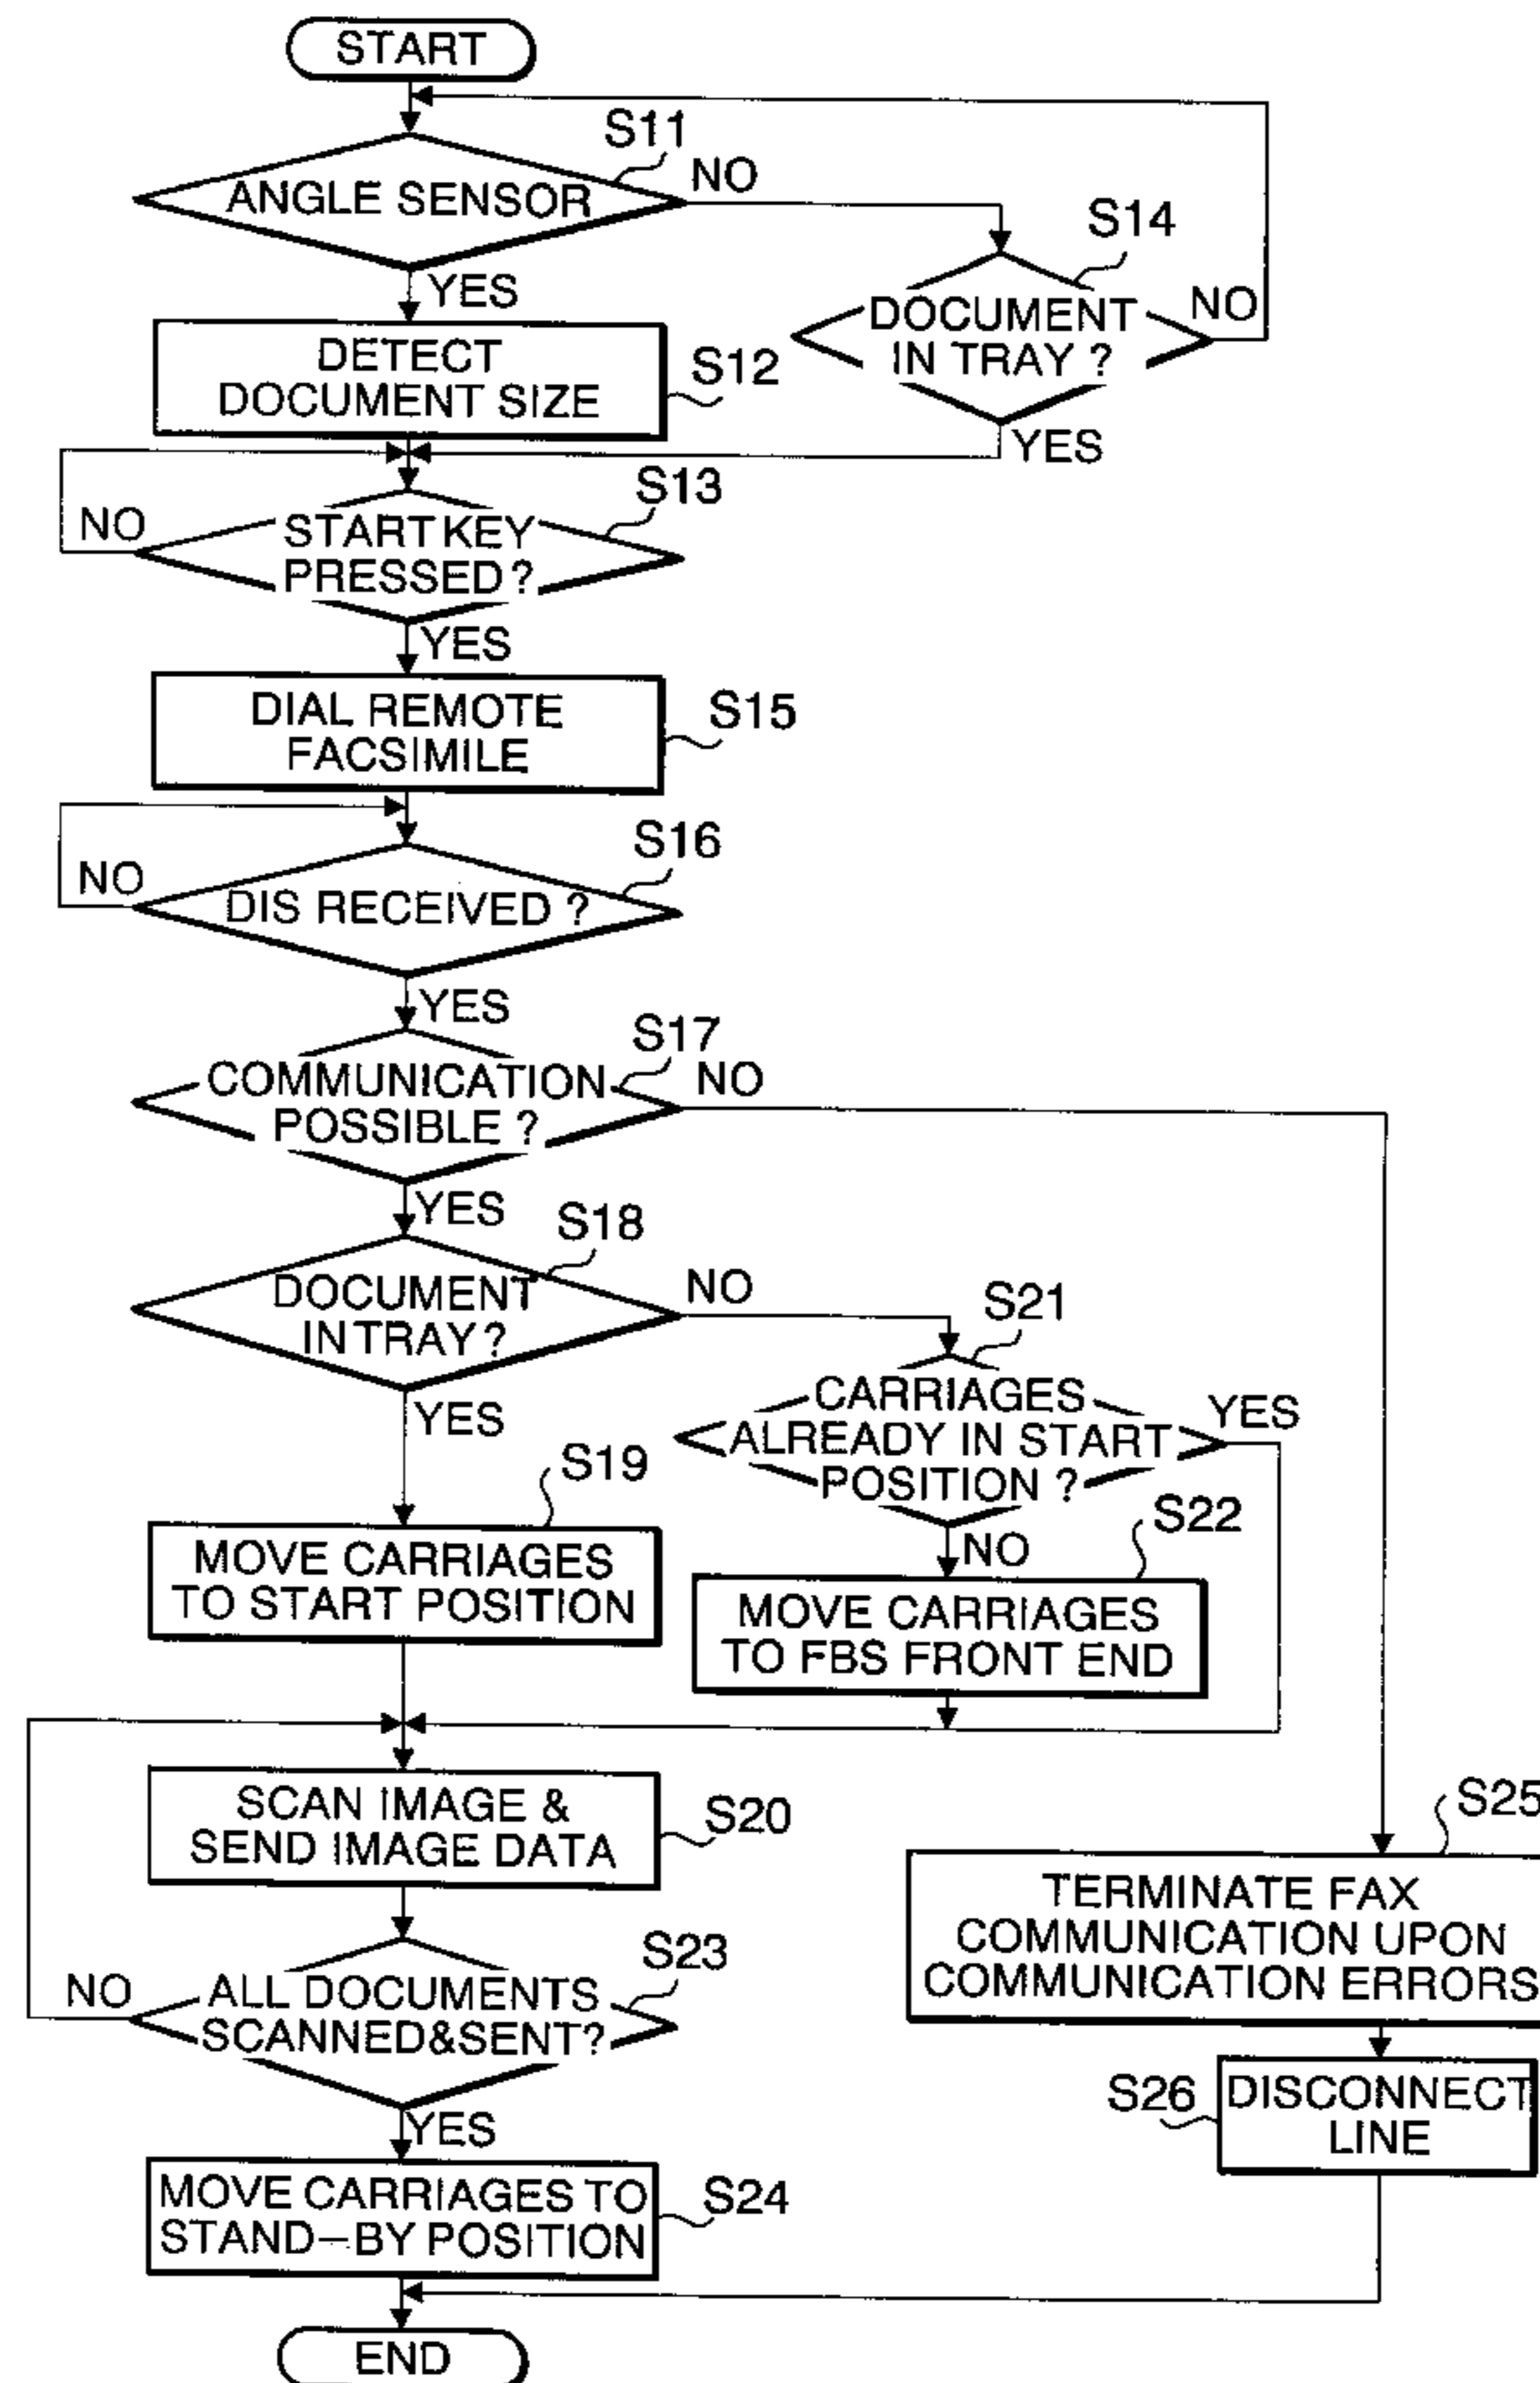 START
S11
ANGLE SENSOR
NO
S14
YES
DOCUMENT
IN TRAY ?
NO
DETECT
DOCUMENT SIZE
S12
YES
S13
NO
START KEY
PRESSED ?
YES
DIAL REMOTE
FACSIMILE
S15
S16
NO
DIS RECEIVED ?
YES
S17
COMMUNICATION
POSSIBLE ?
NO
YES
S18
DOCUMENT
IN TRAY ?
NO
S21
YES
CARRIAGES
ALREADY IN START
POSITION ?
YES
S19
S22
NO
MOVE CARRIAGES
TO START POSITION
MOVE CARRIAGES
TO FBS FRONT END
SCAN IMAGE &
SEND IMAGE DATA
S20
S25
TERMINATE FAX
COMMUNICATION UPON
COMMUNICATION ERRORS
S23
NO
ALL DOCUMENTS
SCANNED&SENT?
YES
S26
DISCONNECT
LINE
MOVE CARRIAGES TO
STAND-BY POSITION
S24
END